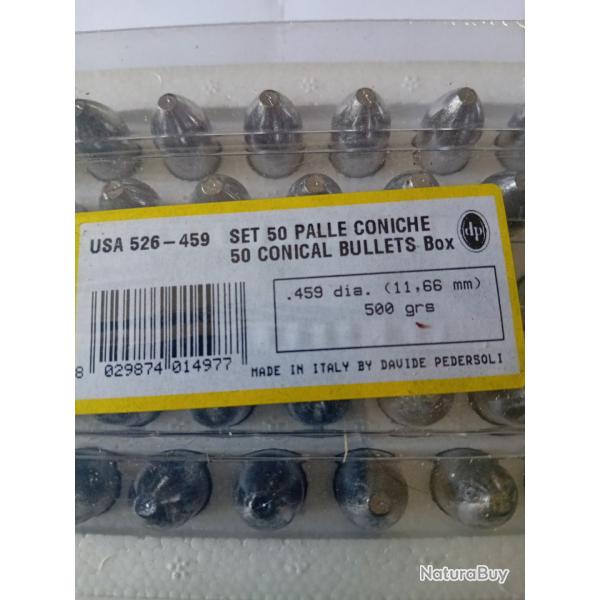 USA 526-459 SET 50 PALLE CONICHE
50 CONICAL BULLETS Box
dp
.459 dia. (11,66 mm)
500 grs
8 029874 014977
MADE IN ITALY BY DAVIDE PEDERSOLI
NaturaBuy